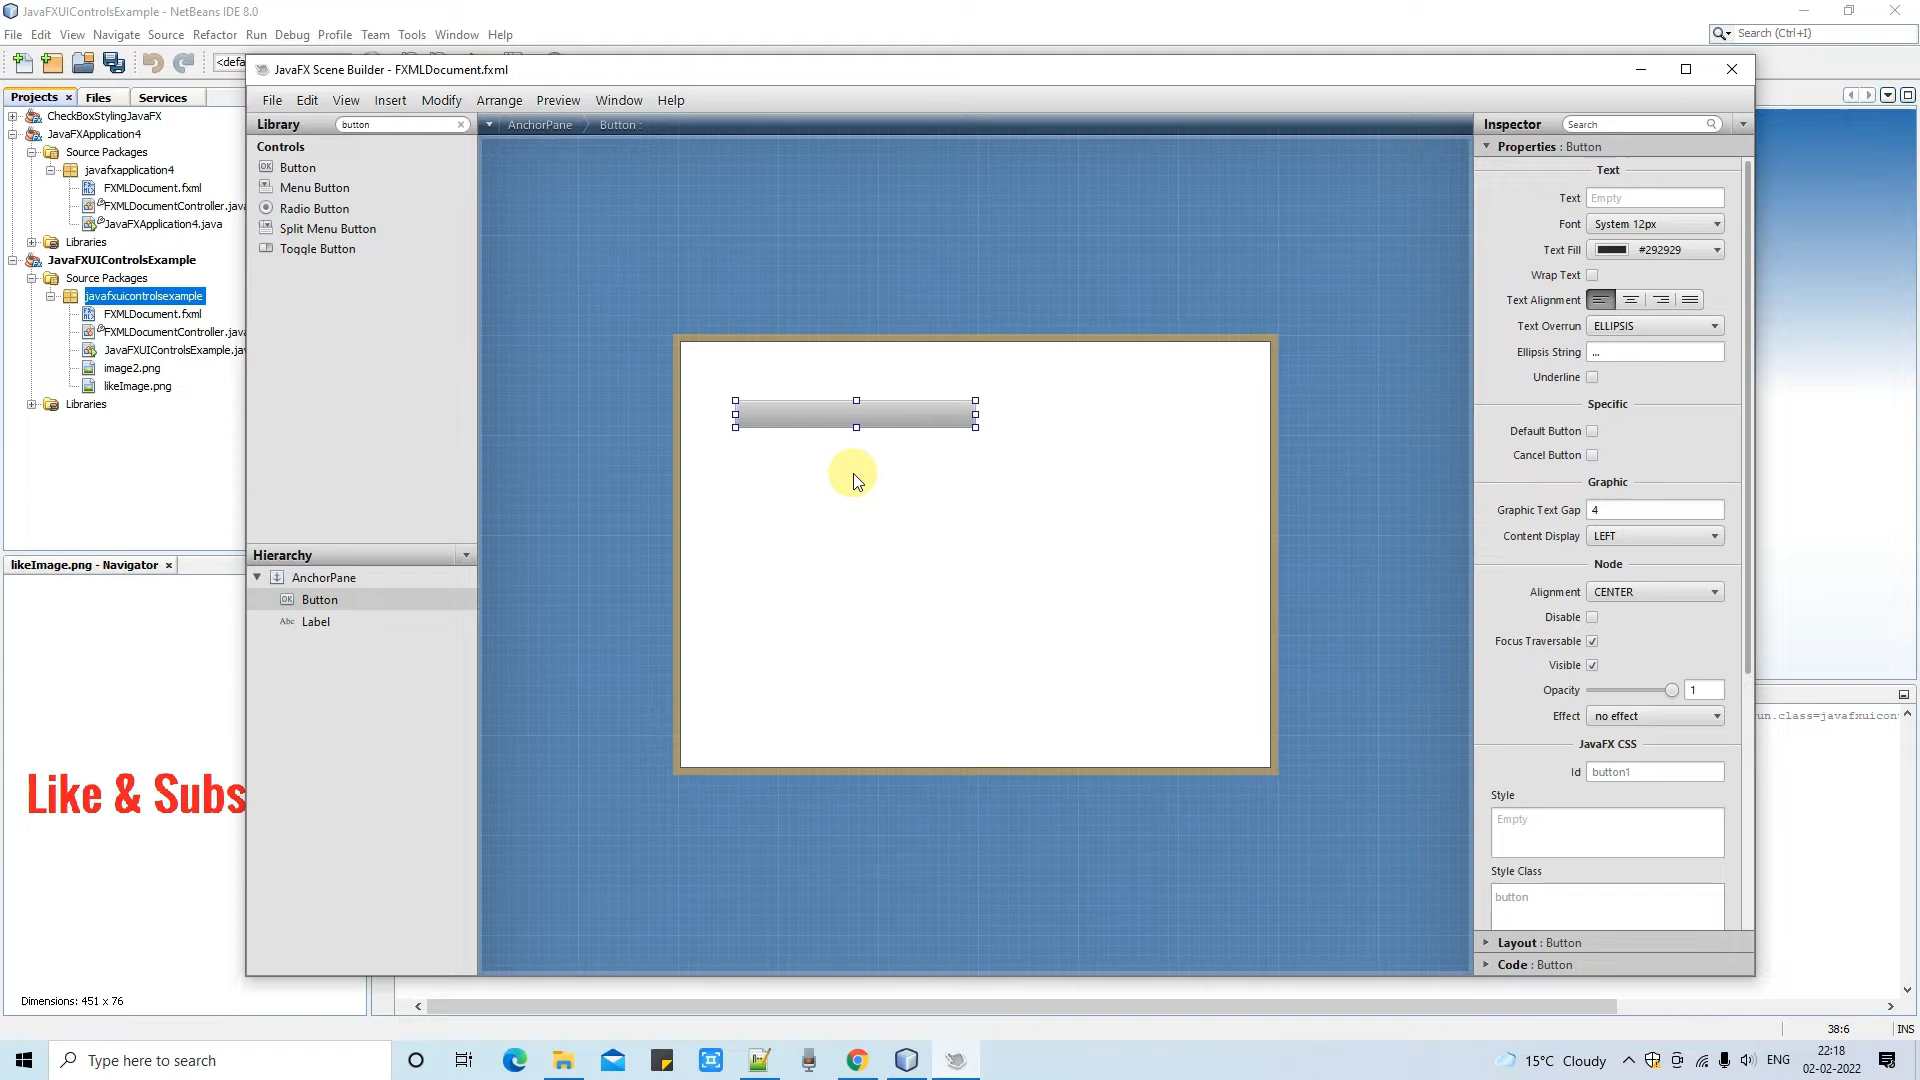 JavaFXUIControlsExample - NetBeans IDE 8.0
File Edit View Navigate Source Refactor Run Debug Profile Team Tools Window Help
Search (Ctrl+I)
<defa
JavaFX Scene Builder - FXMLDocument.fxml
File Edit View Insert Modify Arrange Preview Window Help
Projects Files Services
CheckBoxStylingJavaFX
JavaFXApplication4
Source Packages
javafxapplication4
FXMLDocument.fxml
FXMLDocumentController.java
JavaFXApplication4.java
Libraries
JavaFXUIControlsExample
Source Packages
javafxuicontrolsexample
FXMLDocument.fxml
FXMLDocumentController.java
JavaFXUIControlsExample.jav
image2.png
likeImage.png
Libraries
likeImage.png - Navigator
Like & Subs
Dimensions: 451 x 76
Library button
Controls
OK Button
Menu Button
Radio Button
Split Menu Button
Toggle Button
Hierarchy
AnchorPane
OK Button
Abc Label
AnchorPane Button :
Inspector Search
Properties : Button
Text
Text Empty
Font System 12px
Text Fill #292929
Wrap Text
Text Alignment
Text Overrun ELLIPSIS
Ellipsis String ...
Underline
Specific
Default Button
Cancel Button
Graphic
Graphic Text Gap 4
Content Display LEFT
Node
Alignment CENTER
Disable
Focus Traversable
Visible
Opacity 1
Effect no effect
JavaFX CSS
Id button1
Style
Empty
Style Class
button
Layout : Button
Code : Button
un.class=javafxuicon
38:6 INS
Type here to search
15°C Cloudy
ENG
22:18
02-02-2022